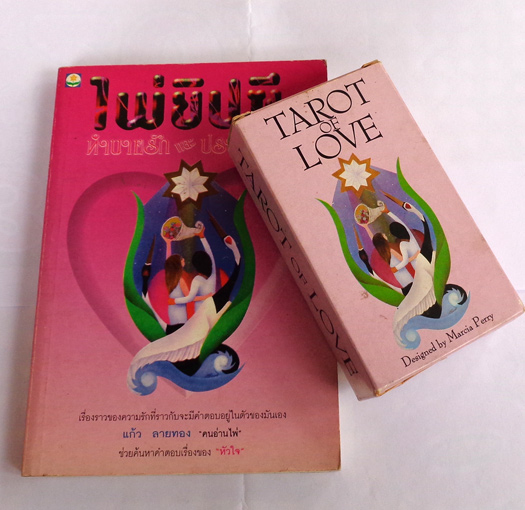 ไพ่ยิปซี
ทำนายรัก และ
เรื่องราวของความรักที่ราวกับจะมีคำตอบอยู่ในตัวของมันเอง
แก้ว ลายทอง "คนอ่านไพ่"
ช่วยค้นหาคำตอบเรื่องของ "หัวใจ"
TAROT
OF
LOVE
TAROT OF LOVE
Designed by Marcia Perry